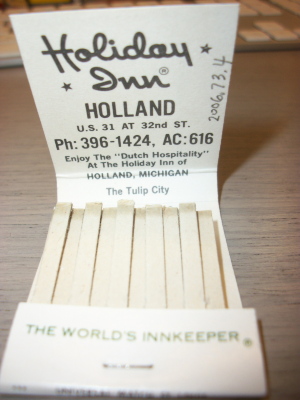 Holiday
Inn®
HOLLAND
U.S. 31 AT 32nd ST.
Ph: 396-1424, AC: 616
Enjoy The "Dutch Hospitality"
At The Holiday Inn of
HOLLAND, MICHIGAN
The Tulip City
2006.73.4
THE WORLD'S INNKEEPER®